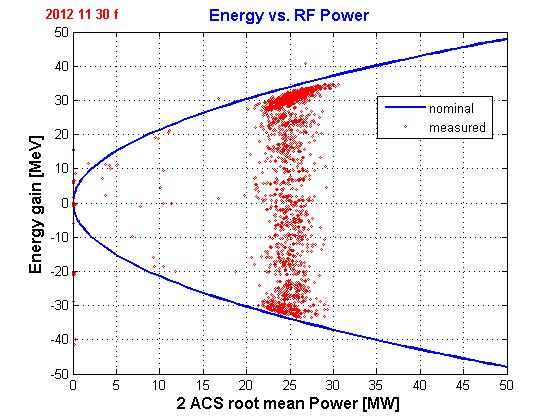 2012 11 30 f
Energy vs. RF Power
Energy gain [MeV]
50
40
30
20
10
0
-10
-20
-30
-40
-50
nominal
measured
0 5 10 15 20 25 30 35 40 45 50
2 ACS root mean Power [MW]